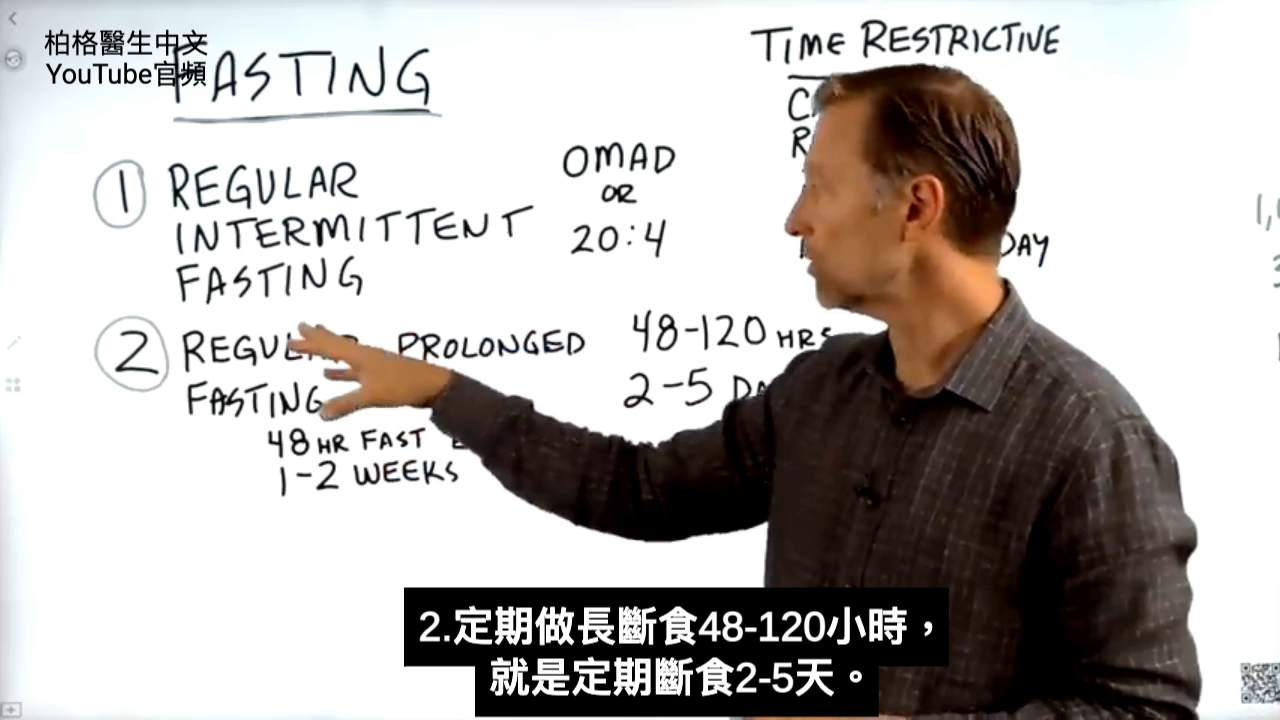 柏格醫生中文
YouTube官頻
FASTING
TIME RESTRICTIVE
1 REGULAR
INTERMITTENT
FASTING
OMAD
OR
20:4
2 REGULAR PROLONGED
FASTING
48-120 HRS
2-5
48 HR FAST
1-2 WEEKS
2.定期做長斷食48-120小時，
就是定期斷食2-5天。